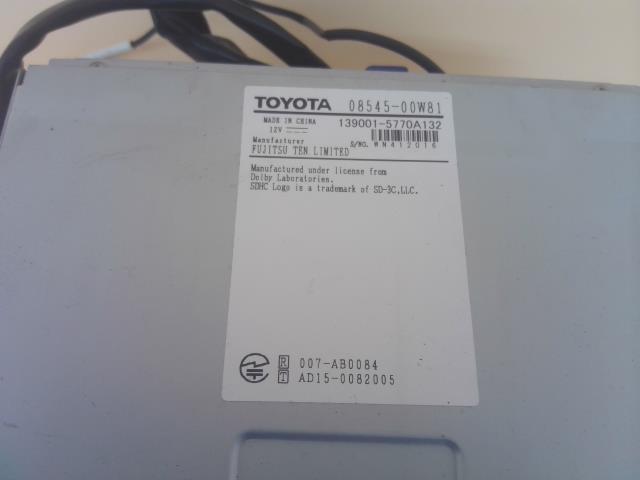 TOYOTA 08545-00W81
MADE IN CHINA 139001-5770A132
12V
Manufacturer S/NO. WN412016
FUJITSU TEN LIMITED
Manufactured under license from
Dolby Laboratories.
SDHC Logo is a trademark of SD-3C,LLC.
R 007-AB0084
T AD15-0082005